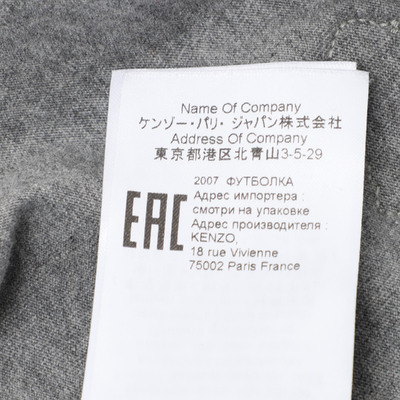 Name Of Company
ケンゾー・パリ・ジャパン株式会社
Address Of Company
東京都港区北青山3-5-29
EAC
2007 ФУТБОЛКА
Адрес импортера :
смотри на упаковке
Адрес производителя :
KENZO,
18 rue Vivienne
75002 Paris France